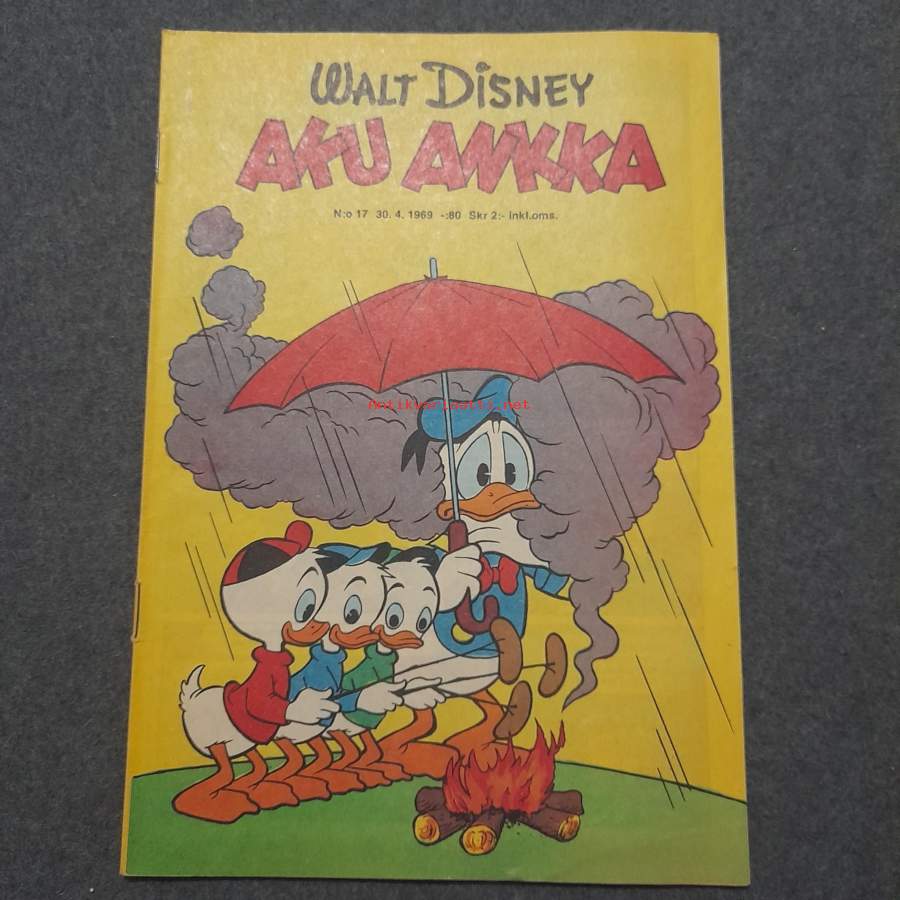 WALT DISNEY
AKU ANKKA
N:o 17 30. 4. 1969 -:80 Skr 2:- inkl.oms.
Antikvariaatti.net